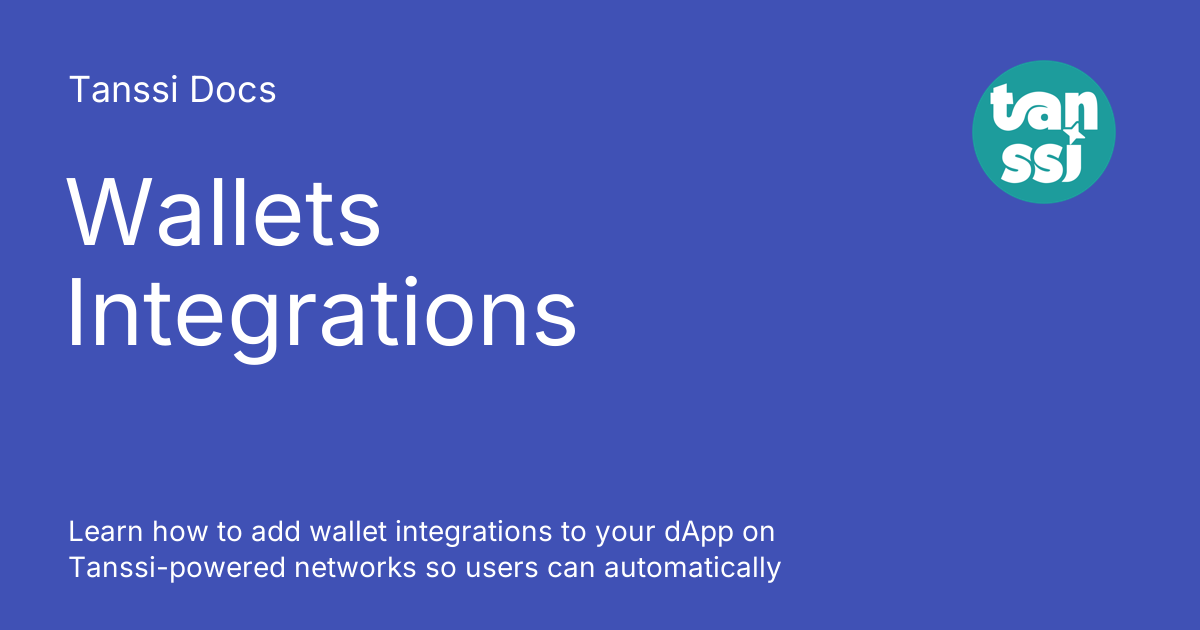 Tanssi Docs
tan
ssi
Wallets
Integrations
Learn how to add wallet integrations to your dApp on
Tanssi-powered networks so users can automatically